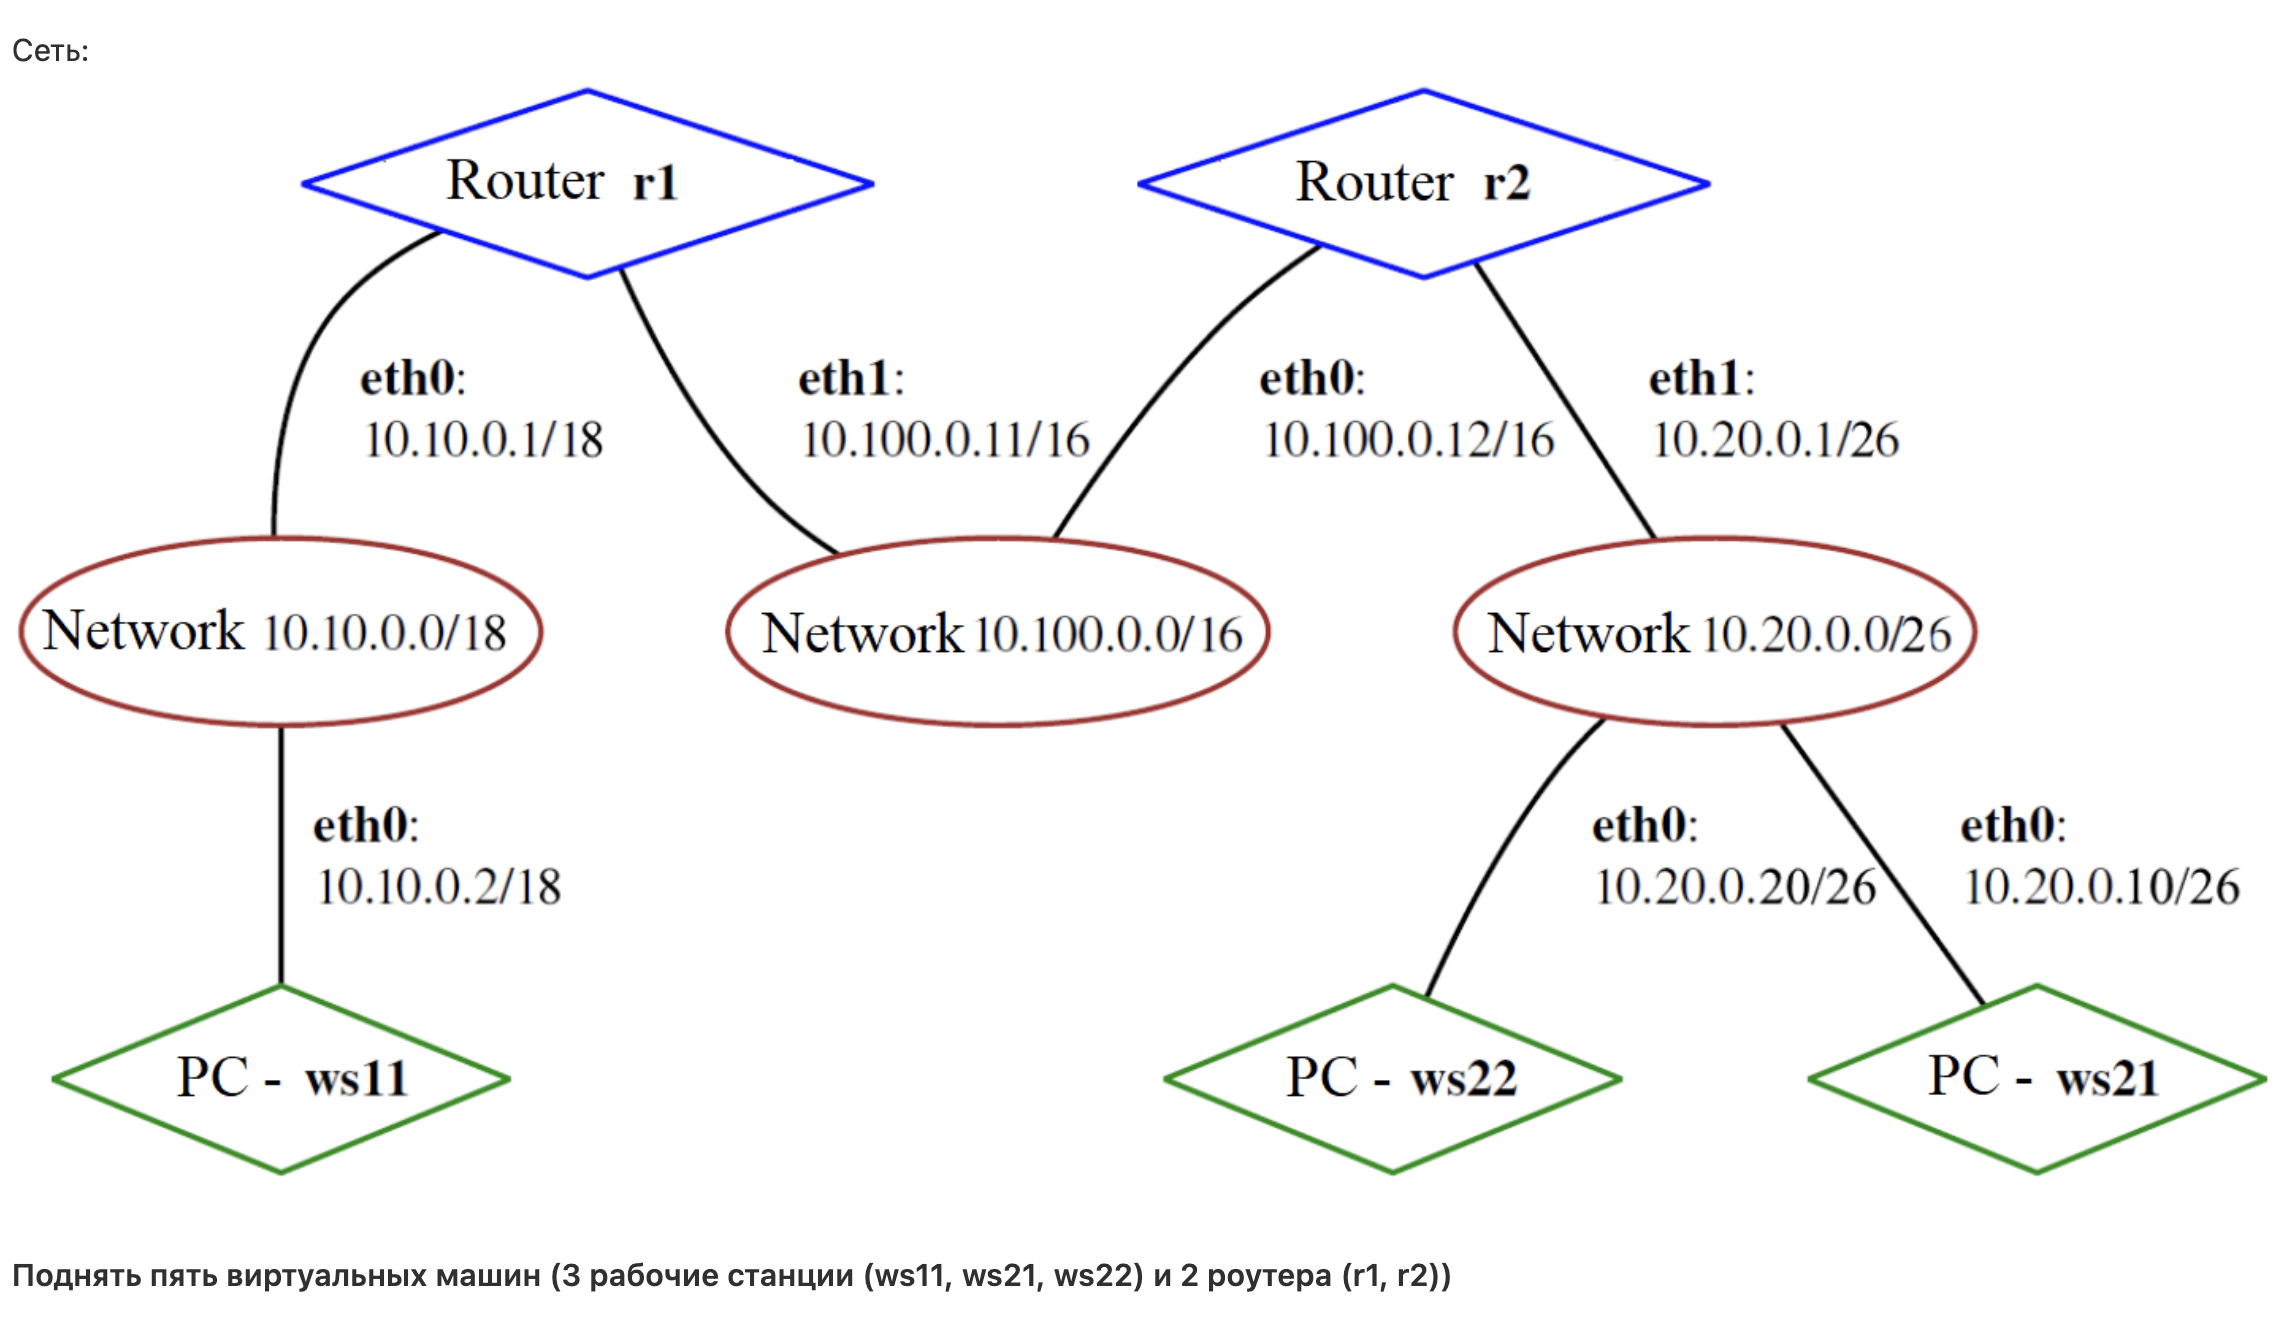 Сеть:
Router r1
Router r2
eth0:
10.10.0.1/18
eth1:
10.100.0.11/16
eth0:
10.100.0.12/16
eth1:
10.20.0.1/26
Network 10.10.0.0/18
Network 10.100.0.0/16
Network 10.20.0.0/26
eth0:
10.10.0.2/18
eth0:
10.20.0.20/26
eth0:
10.20.0.10/26
PC - ws11
PC - ws22
PC - ws21
Поднять пять виртуальных машин (3 рабочие станции (ws11, ws21, ws22) и 2 роутера (r1, r2))